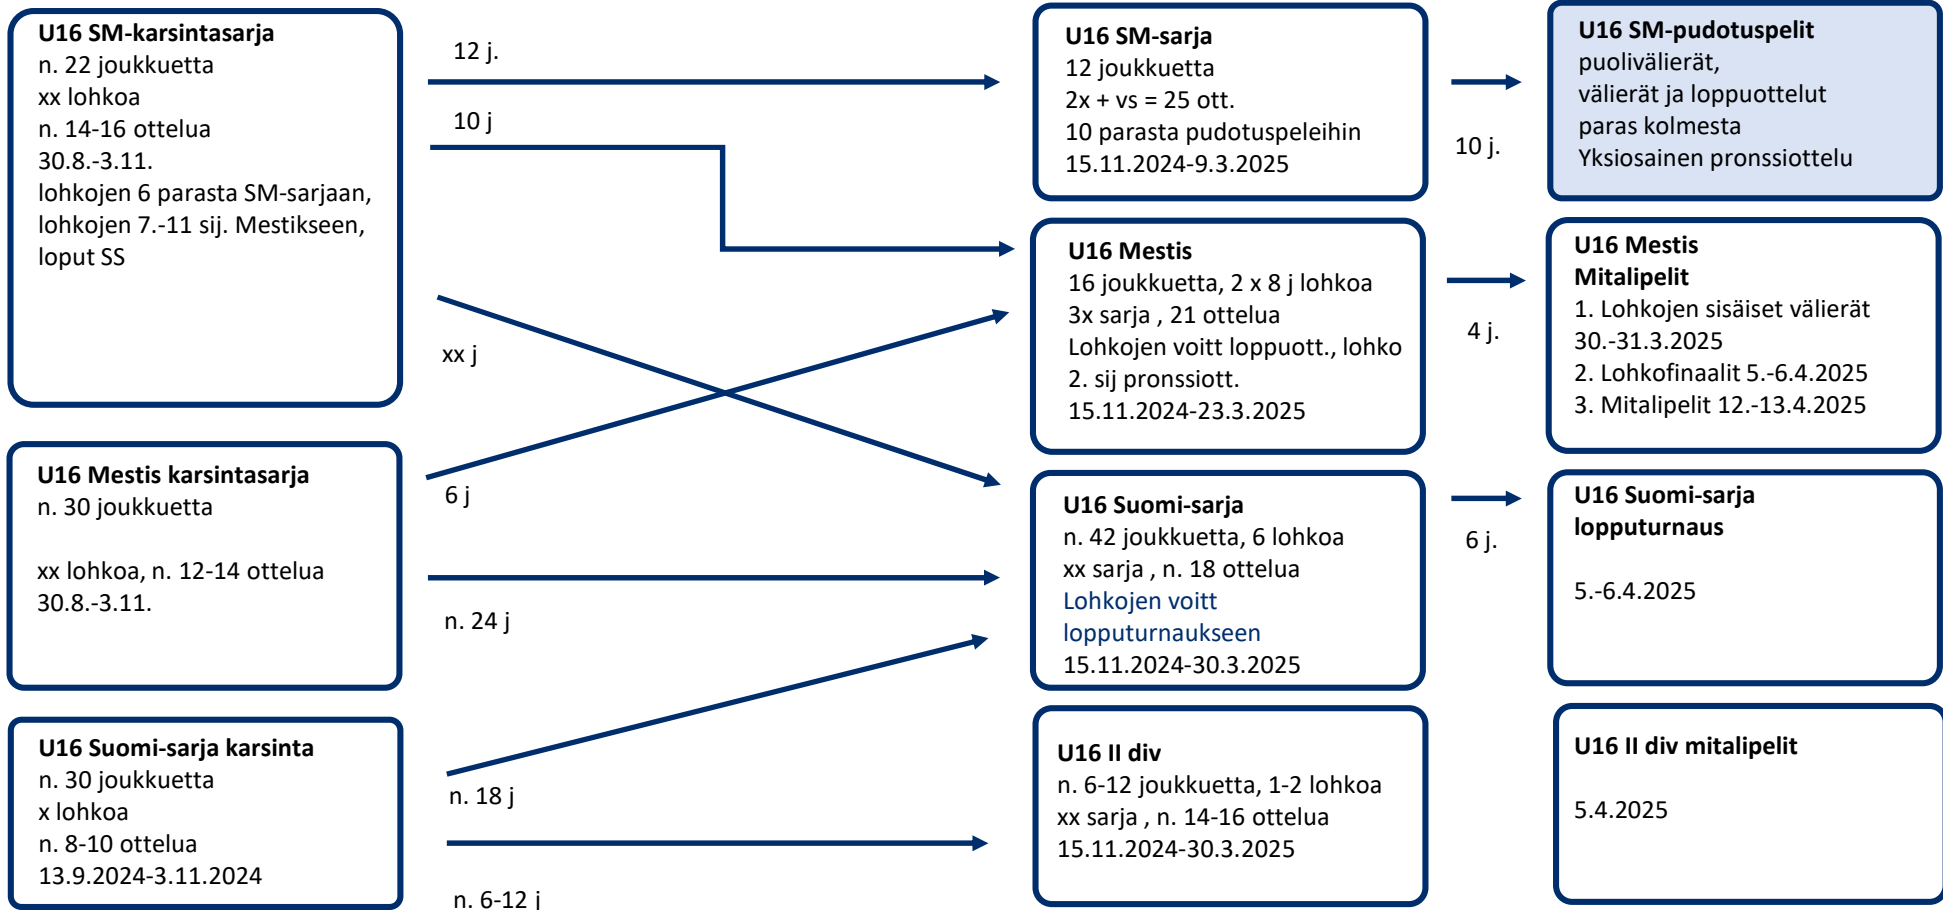 U16 SM-karsintasarja
n. 22 joukkuetta
xx lohkoa
n. 14-16 ottelua
30.8.-3.11.
lohkojen 6 parasta SM-sarjaan,
lohkojen 7.-11 sij. Mestikseen,
loput SS
12 j.
10 j
xx j
U16 SM-sarja
12 joukkuetta
2x + vs = 25 ott.
10 parasta pudotuspeleihin
15.11.2024-9.3.2025
10 j.
U16 SM-pudotuspelit
puolivälierät,
välierät ja loppuottelut
paras kolmesta
Yksiosainen pronssiottelu
U16 Mestis
16 joukkuetta, 2 x 8 j lohkoa
3x sarja , 21 ottelua
Lohkojen voitt loppuott., lohko
2. sij pronssiott.
15.11.2024-23.3.2025
4 j.
U16 Mestis
Mitalipelit
1. Lohkojen sisäiset välierät
30.-31.3.2025
2. Lohkofinaalit 5.-6.4.2025
3. Mitalipelit 12.-13.4.2025
U16 Mestis karsintasarja
n. 30 joukkuetta
xx lohkoa, n. 12-14 ottelua
30.8.-3.11.
6 j
n. 24 j
U16 Suomi-sarja
n. 42 joukkuetta, 6 lohkoa
xx sarja , n. 18 ottelua
Lohkojen voitt
lopputurnaukseen
15.11.2024-30.3.2025
6 j.
U16 Suomi-sarja
lopputurnaus
5.-6.4.2025
U16 Suomi-sarja karsinta
n. 30 joukkuetta
x lohkoa
n. 8-10 ottelua
13.9.2024-3.11.2024
n. 18 j
n. 6-12 j
U16 II div
n. 6-12 joukkuetta, 1-2 lohkoa
xx sarja , n. 14-16 ottelua
15.11.2024-30.3.2025
U16 II div mitalipelit
5.4.2025